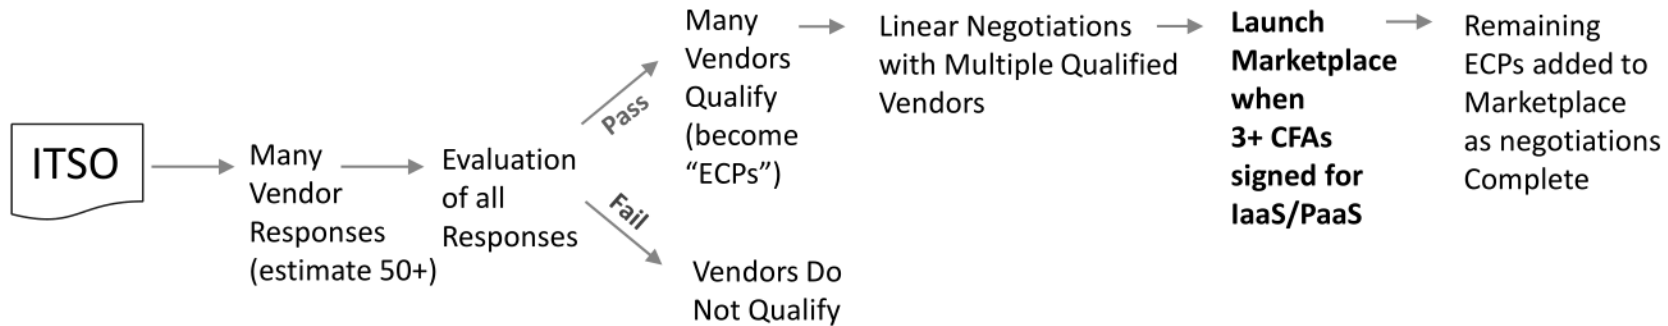 ITSO
Many
Vendor
Responses
(estimate 50+)
Evaluation
of all
Responses
Pass
Many
Vendors
Qualify
(become
“ECPs”)
Fail
Vendors Do
Not Qualify
Linear Negotiations
with Multiple Qualified
Vendors
Launch
Marketplace
when
3+ CFAs
signed for
IaaS/PaaS
Remaining
ECPs added to
Marketplace
as negotiations
Complete